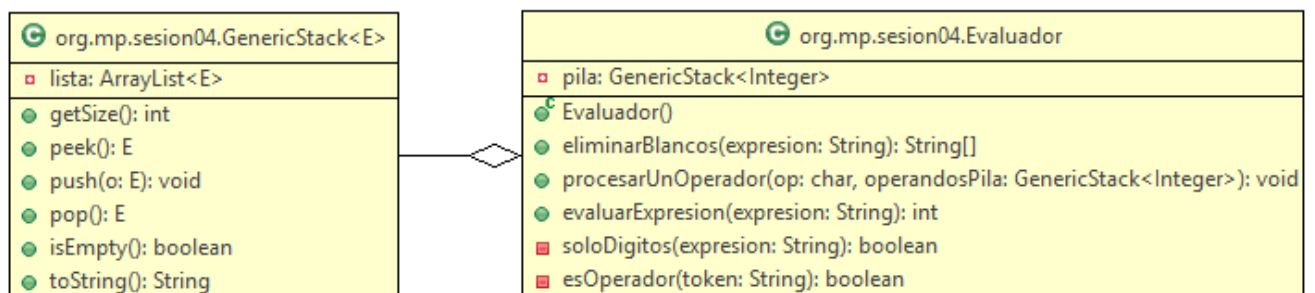 org.mp.sesion04.GenericStack<E>
lista: ArrayList<E>
getSize(): int
peek(): E
push(o: E): void
pop(): E
isEmpty(): boolean
toString(): String
org.mp.sesion04.Evaluador
pila: GenericStack<Integer>
Evaluador()
eliminarBlancos(expresion: String): String[]
procesarUnOperador(op: char, operandosPila: GenericStack<Integer>): void
evaluarExpresion(expresion: String): int
soloDigitos(expresion: String): boolean
esOperador(token: String): boolean